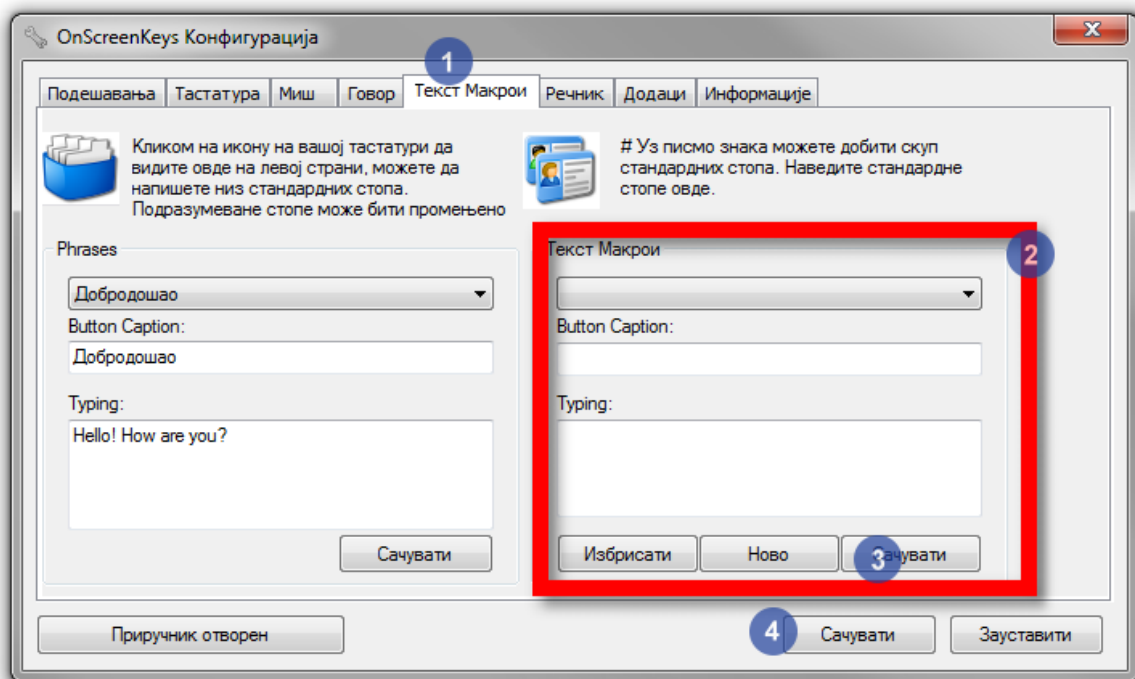 OnScreenKeys Конфигурација
1
Подешавања Тастатура Миш Говор Текст Макрои Речник Додаци Информације
Кликом на икону на вашој тастатури да
видите овде на левој страни, можете да
напишете низ стандардних стопа.
Подразумеване стопе може бити промењено
# Уз писмо знака можете добити скуп
стандардних стопа. Наведите стандардне
стопе овде.
Phrases
Добродошао
Button Caption:
Добродошао
Typing:
Hello! How are you?
Сачувати
Текст Макрои
2
Button Caption:
Typing:
Избрисати Ново Сачувати
3
Приручник отворен
4
Сачувати Зауставити